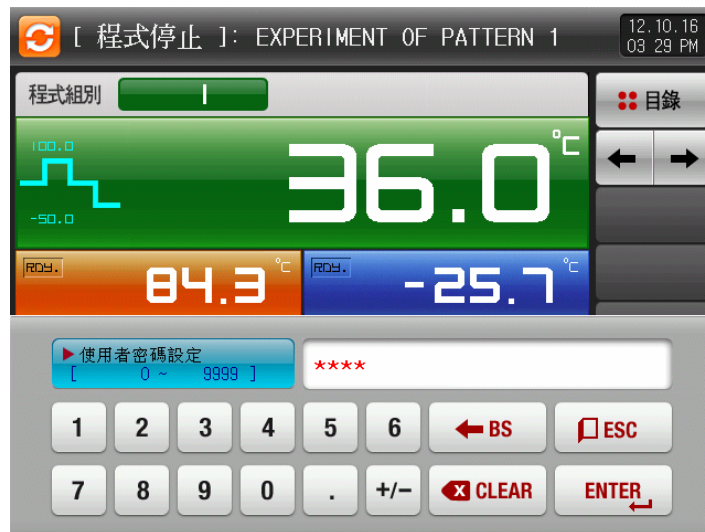 [ 程式停止 ]: EXPERIMENT OF PATTERN 1
12.10.16
03 29 PM
程式組別 1
目錄
100.0
-50.0
36.0 °C
RDY. 84.3 °C
RDY. -25.7 °C
▶使用者密碼設定
[ 0 ~ 9999 ]
****
1 2 3 4 5 6 BS ESC
7 8 9 0 . +/- CLEAR ENTER